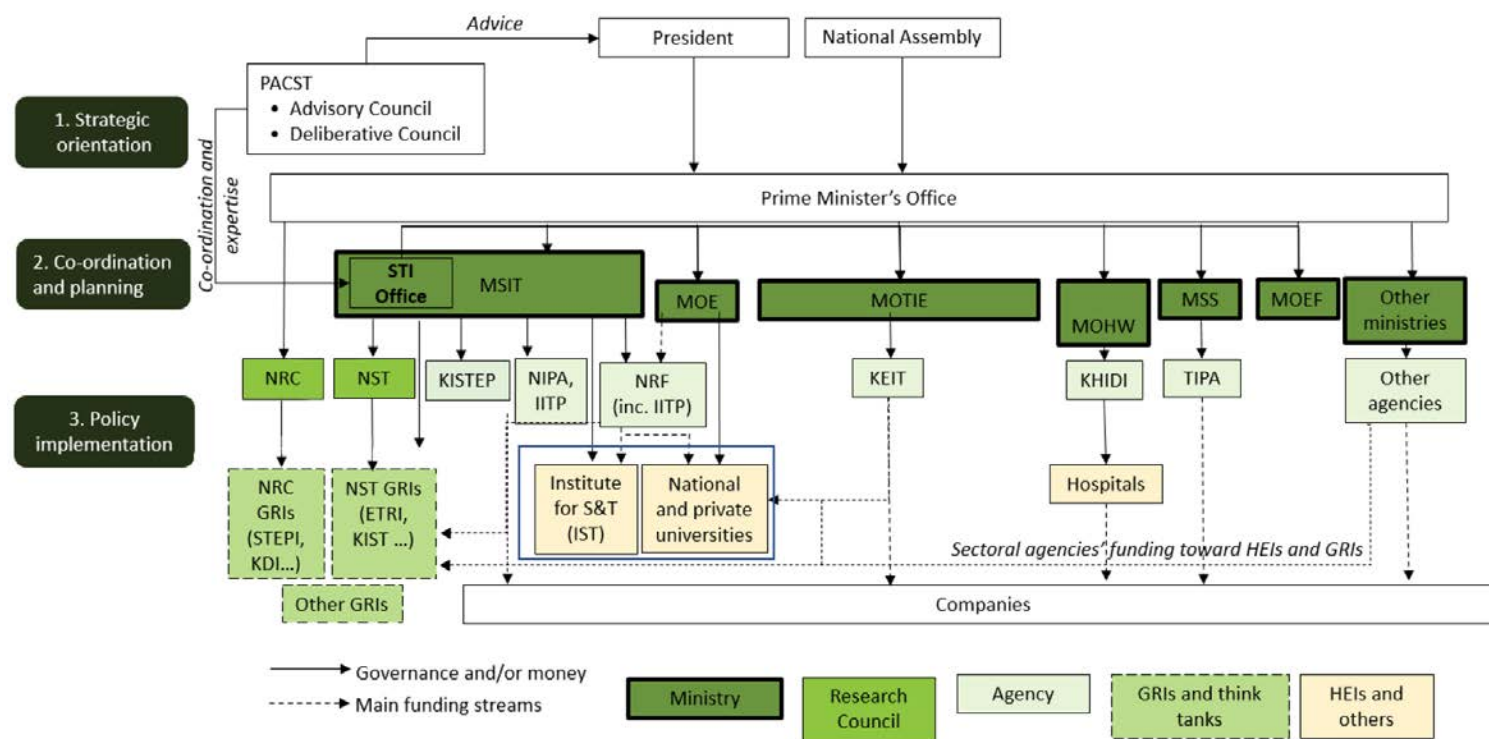 Advice
President
National Assembly
PACST
• Advisory Council
• Deliberative Council
1. Strategic
orientation
Co-ordination and
expertise
Prime Minister's Office
2. Co-ordination
and planning
STI
Office
MSIT
MOE
MOTIE
MOHW
MSS
MOEF
Other
ministries
NRC
NST
KISTEP
NIPA,
IITP
NRF
(inc. IITP)
KEIT
KHIDI
TIPA
Other
agencies
3. Policy
implementation
NRC
GRIs
(STEPI,
KDI...)
NST GRIs
(ETRI,
KIST ...)
Institute
for S&T
(IST)
National
and private
universities
Hospitals
Sectoral agencies' funding toward HEIs and GRIs
Other GRIs
Companies
Governance and/or money
Main funding streams
Ministry
Research
Council
Agency
GRIs and think
tanks
HEIs and
others